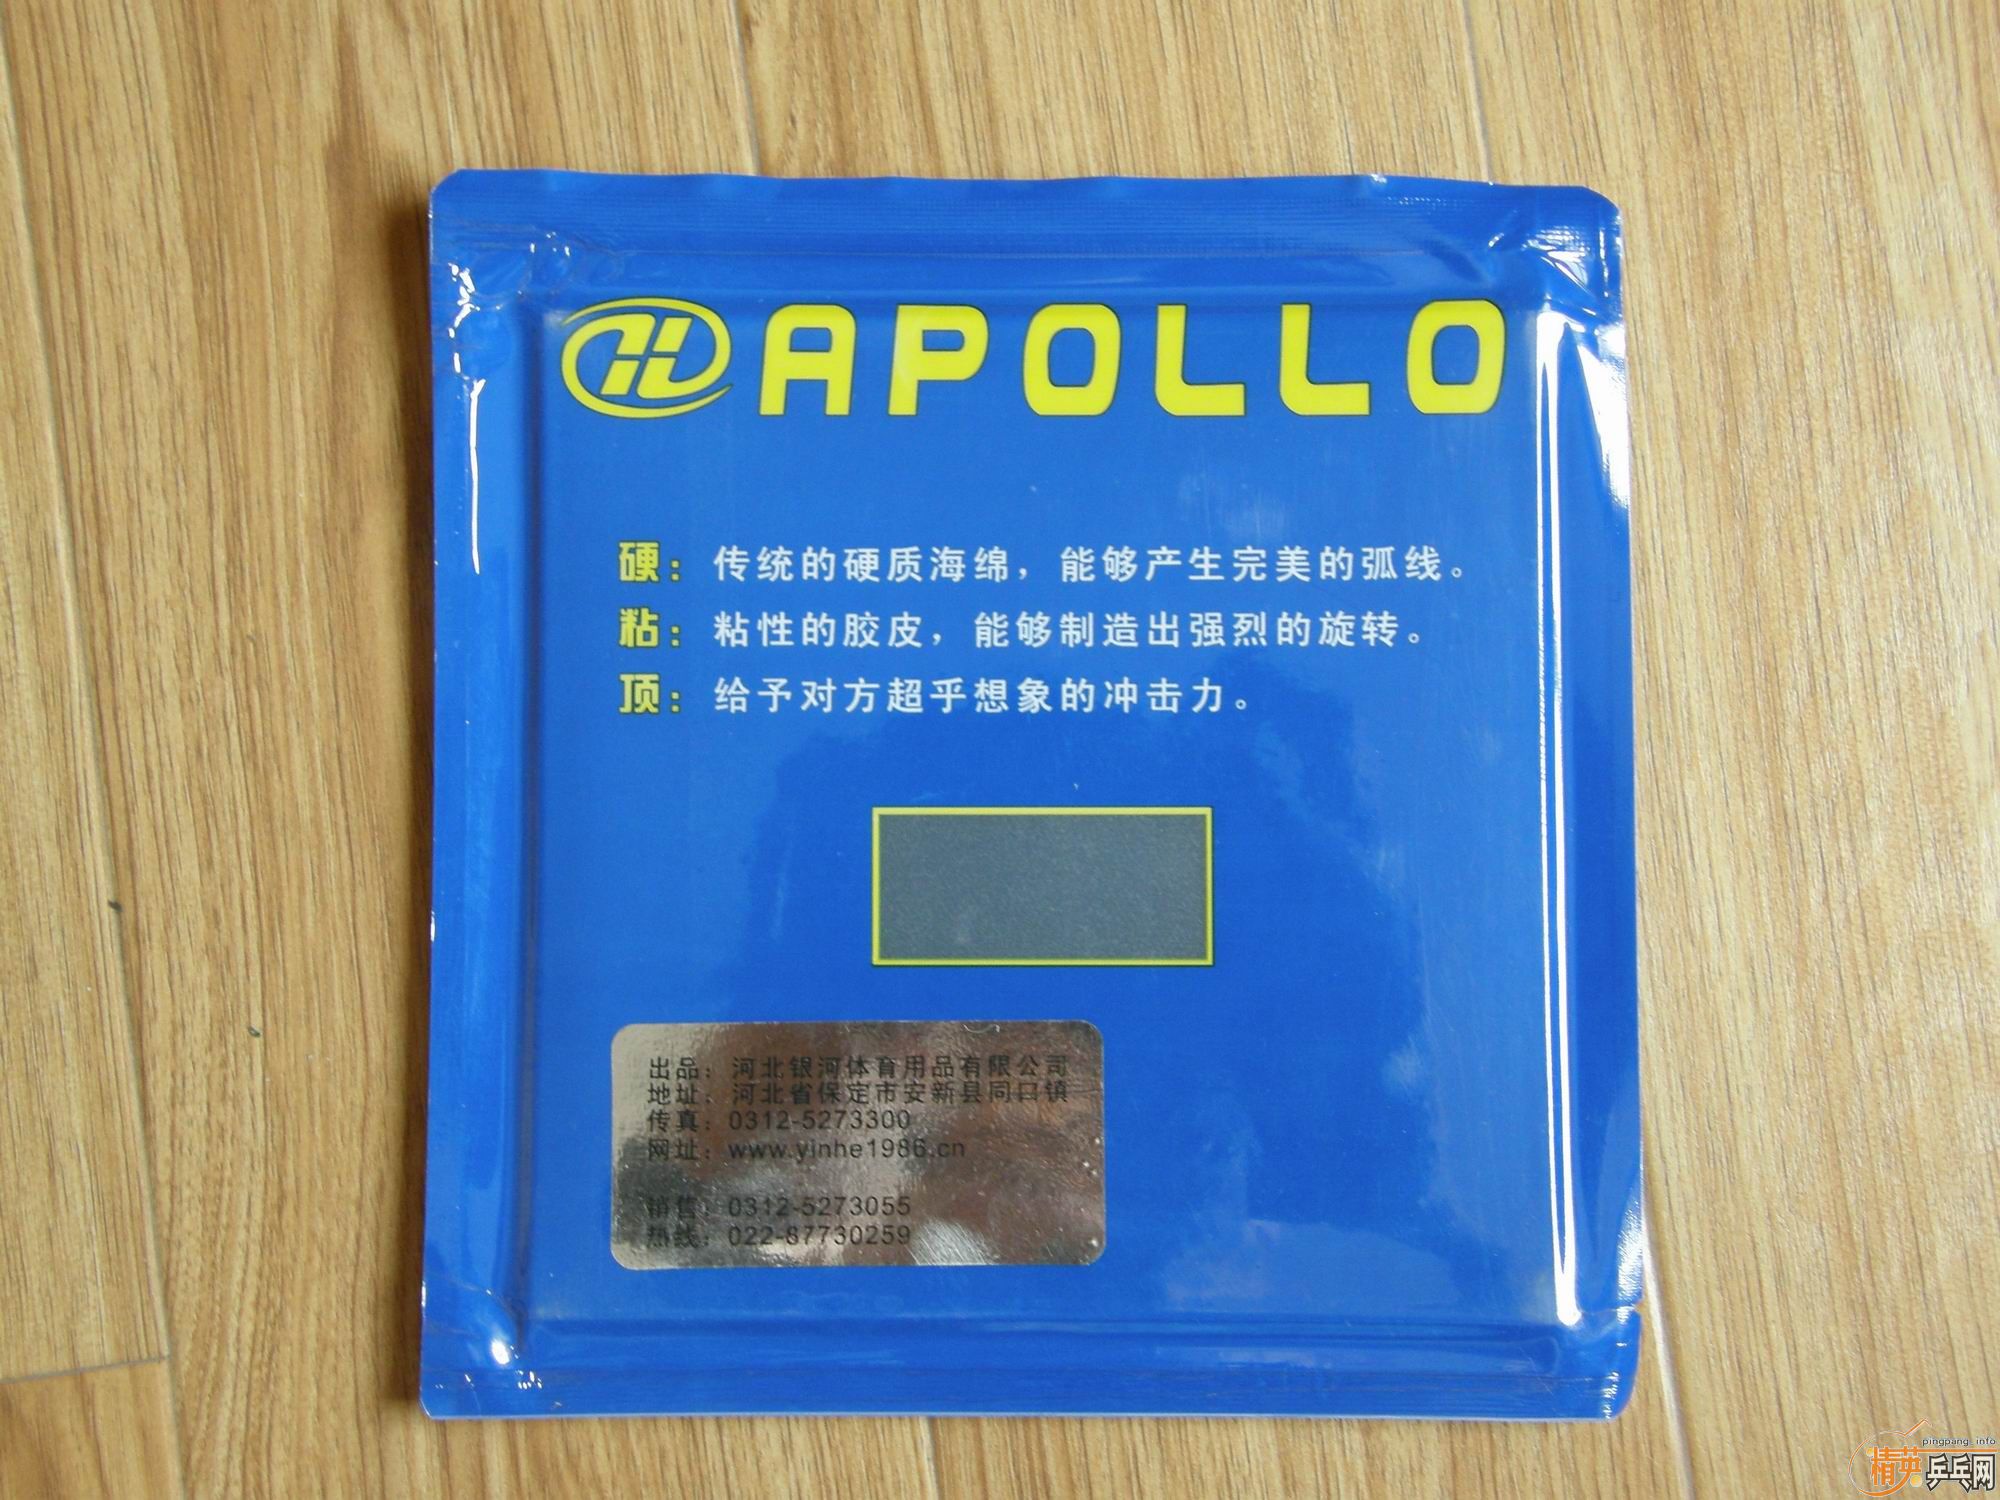 APOLLO
硬：传统的硬质海绵，能够产生完美的弧线。
粘：粘性的胶皮，能够制造出强烈的旋转。
顶：给予对方超乎想象的冲击力。
出品：河北银河体育用品有限公司
地址：河北省保定市安新县同口镇
传真：0312-5273300
网址：www.yinhe1986.cn
销售：0312-5273055
热线：022-87730259
pingpang.info
精英乒乓网